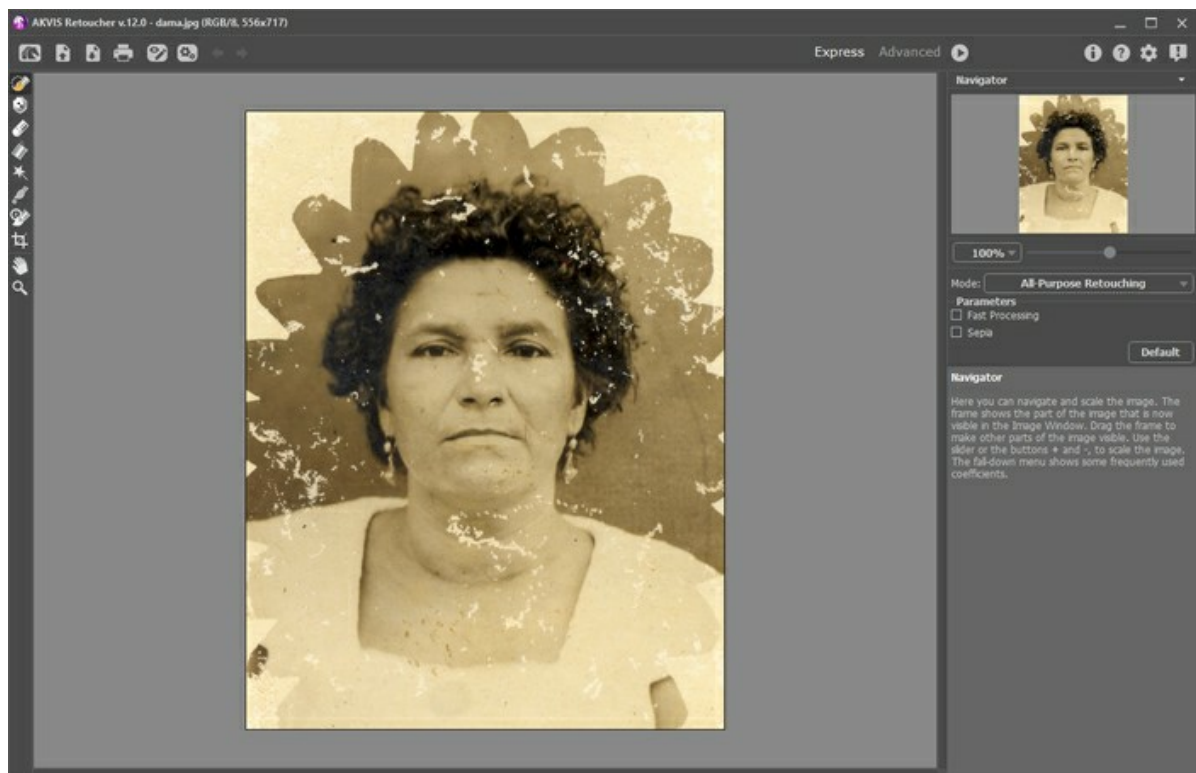 AKVIS Retoucher v.12.0 - dama.jpg (RGB/8, 556x717)
Express Advanced
Navigator
100%
Mode: All-Purpose Retouching
Parameters
Fast Processing
Sepia
Default
Navigator
Here you can navigate and scale the image. The
frame shows the part of the image that is now
visible in the Image Window. Drag the frame to
make other parts of the image visible. Use the
slider or the buttons + and -, to scale the image.
The fall-down menu shows some frequently used
coefficients.